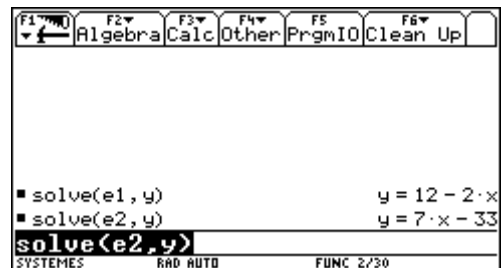 F1 F2 F3 F4 F5 F6
Algebra Calc Other PrgmIO Clean Up
▪ solve(e1,y) y = 12 - 2·x
▪ solve(e2,y) y = 7·x - 33
solve(e2,y)
SYSTEMES RAD AUTO FUNC 2/30